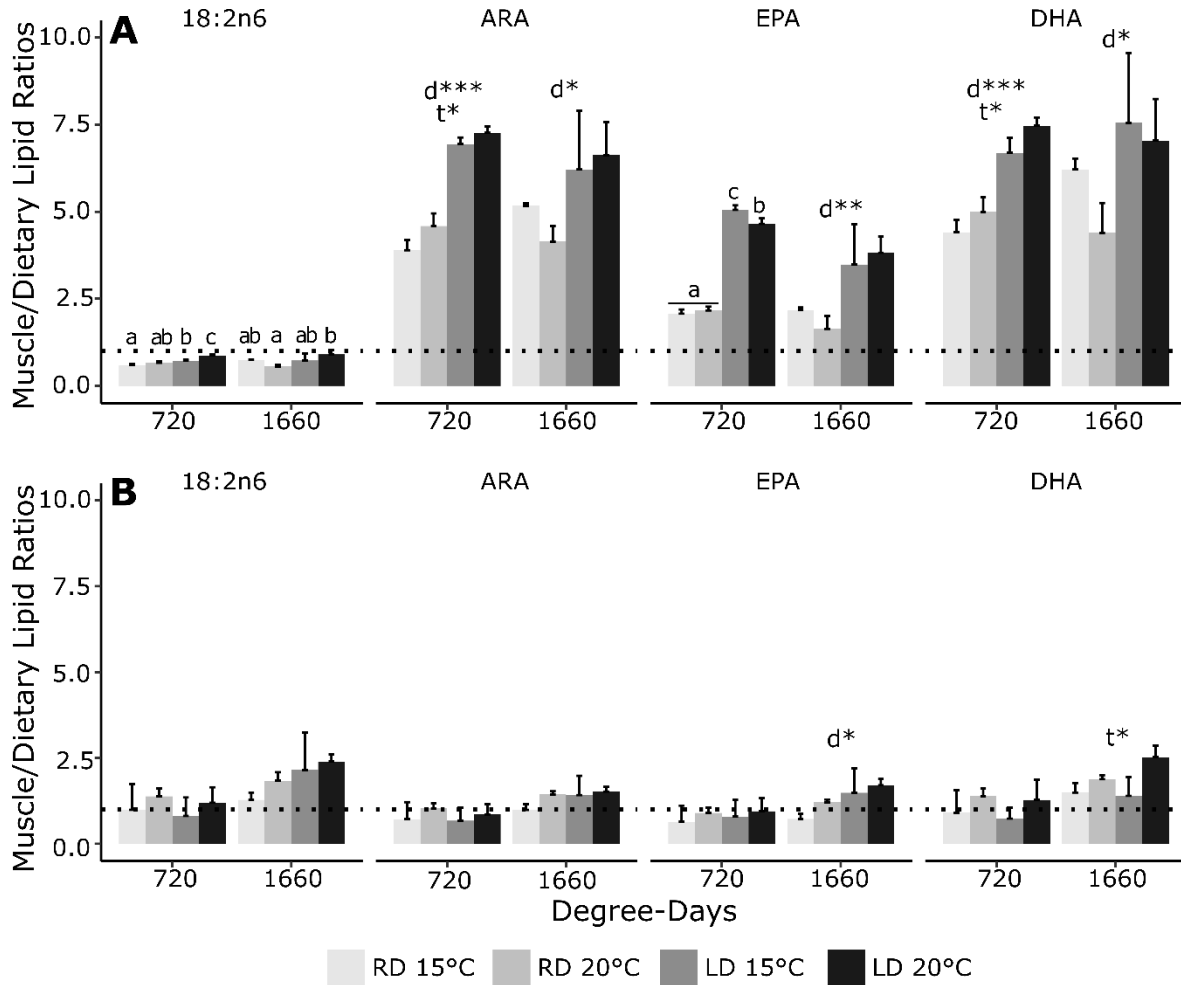 A
18:2n6 ARA EPA DHA
Muscle/Dietary Lipid Ratios
10.0
7.5
5.0
2.5
0.0
a ab b c ab a ab b
d***
t*
d*
a
c
b
d**
d***
t*
d*
720 1660 720 1660 720 1660 720 1660
B
18:2n6 ARA EPA DHA
Muscle/Dietary Lipid Ratios
10.0
7.5
5.0
2.5
0.0
d*
t*
720 1660 720 1660 720 1660 720 1660
Degree-Days
RD 15°C RD 20°C LD 15°C LD 20°C